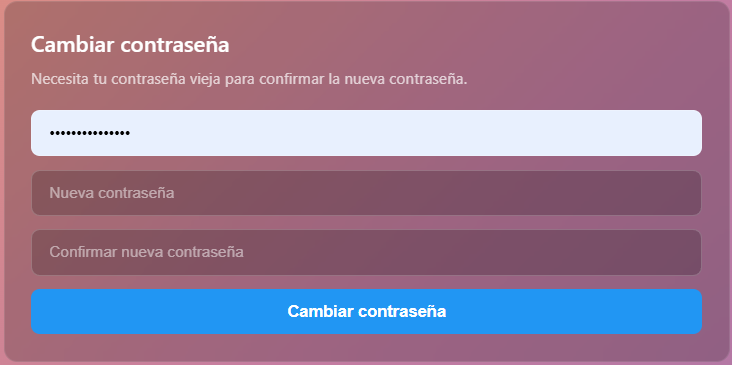 Cambiar contraseña
Necesita tu contraseña vieja para confirmar la nueva contraseña.
•••••••••••••••
Nueva contraseña
Confirmar nueva contraseña
Cambiar contraseña